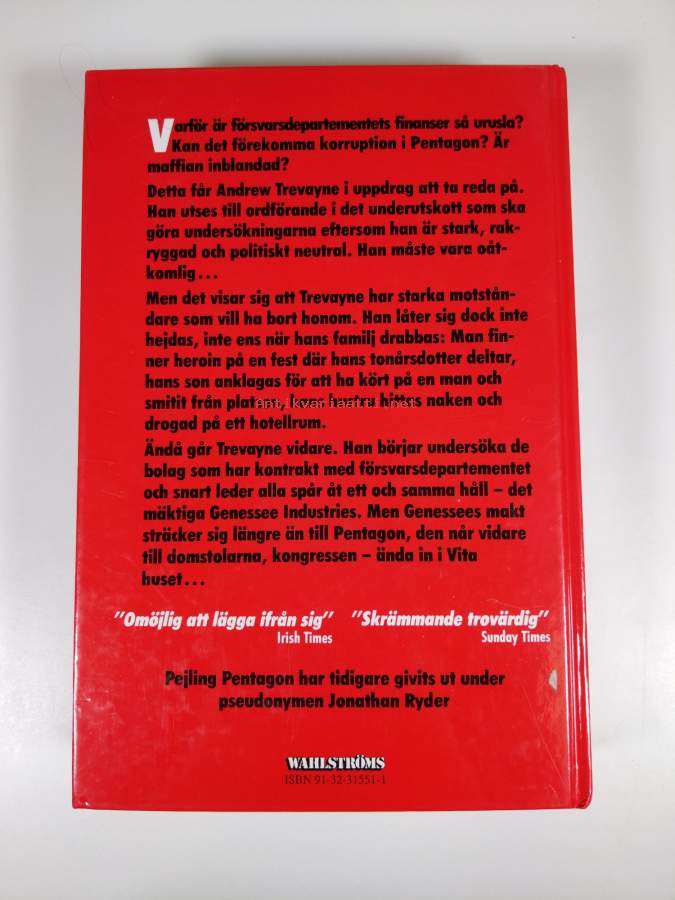 Varför är försvarsdepartementets finanser så urusla?
Kan det förekomma korruption i Pentagon? Är
maffian inblandad?
Detta får Andrew Trevayne i uppdrag att ta reda på.
Han utses till ordförande i det underutskott som ska
göra undersökningarna eftersom han är stark, rak-
ryggad och politiskt neutral. Han måste vara oåt-
komlig...
Men det visar sig att Trevayne har starka motstån-
dare som vill ha bort honom. Han låter sig dock inte
hejdas, inte ens när hans familj drabbas: Man fin-
ner heroin på en fest där hans tonårsdotter deltar,
hans son anklagas för att ha kört på en man och
smitit från platsen, hans hustru hittas naken och
drogad på ett hotellrum.
Ändå går Trevayne vidare. Han börjar undersöka de
bolag som har kontrakt med försvarsdepartementet
och snart leder alla spår åt ett och samma håll – det
mäktiga Genessee Industries. Men Genessees makt
sträcker sig längre än till Pentagon, den når vidare
till domstolarna, kongressen – ända in i Vita
huset...
"Omöjlig att lägga ifrån sig"
Irish Times
"Skrämmande trovärdig"
Sunday Times
Pejling Pentagon har tidigare givits ut under
pseudonymen Jonathan Ryder
WAHLSTRÖMS
ISBN 91-32-31551-1